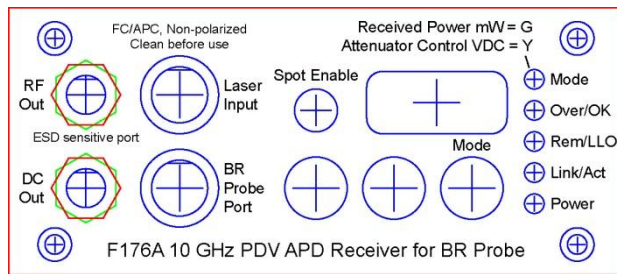 FC/APC, Non-polarized
Clean before use
Received Power mW = G
Attenuator Control VDC = Y
RF
Out
Laser
Input
Spot Enable
Mode
Over/OK
ESD sensitive port
Rem/LLO
Mode
DC
Out
BR
Probe
Port
Link/Act
Power
F176A 10 GHz PDV APD Receiver for BR Probe